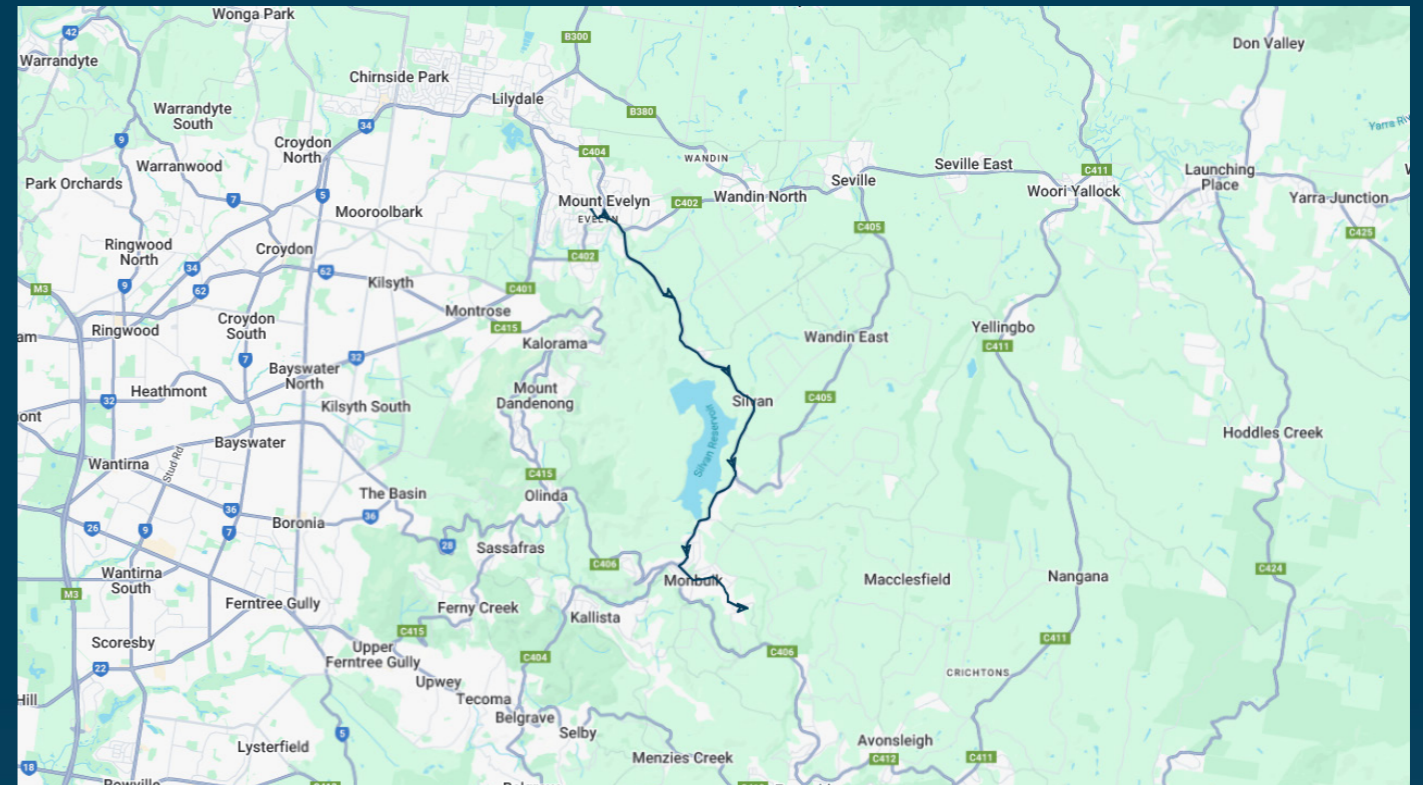 Wonga Park
42
B300
Don Valley
Warrandyte
Chirnside Park
Lilydale
Warrandyte
South
B380
34
Yarra Riv
9
Croydon
North
C404
WANDIN
Warranwood
Seville East
C411
Launching
Place
Park Orchards
Seville
Woori Yallock
7
5
Mount Evelyn
C402
Wandin North
Yarra Junction
Mooroolbark
EVELYN
C405
C425
Ringwood
North
Croydon
C402
34
62
Kilsyth
M3
9
62
C401
Montrose
Croydon
South
Yellingbo
Ringwood
C415
Wandin East
am
Kalorama
C411
7
32
Bayswater
North
Heathmont
Mount
Dandenong
32
Kilsyth South
C405
Silvan
ont
Bayswater
Silvan Reservoir
Hoddles Creek
Wantirna
Stud Rd
C415
The Basin
Olinda
36
36
26
9
7
Boronia
28
Sassafras
C406
C424
Wantirna
South
Monbulk
Macclesfield
Nangana
M3
Ferntree Gully
Ferny Creek
Kallista
C415
Scoresby
Upper
Ferntree Gully
C404
C406
C411
22
CRICHTONS
Upwey
Hill
Tecoma
Belgrave
Selby
5
Lysterfield
Avonsleigh
Menzies Creek
C412
C411
18